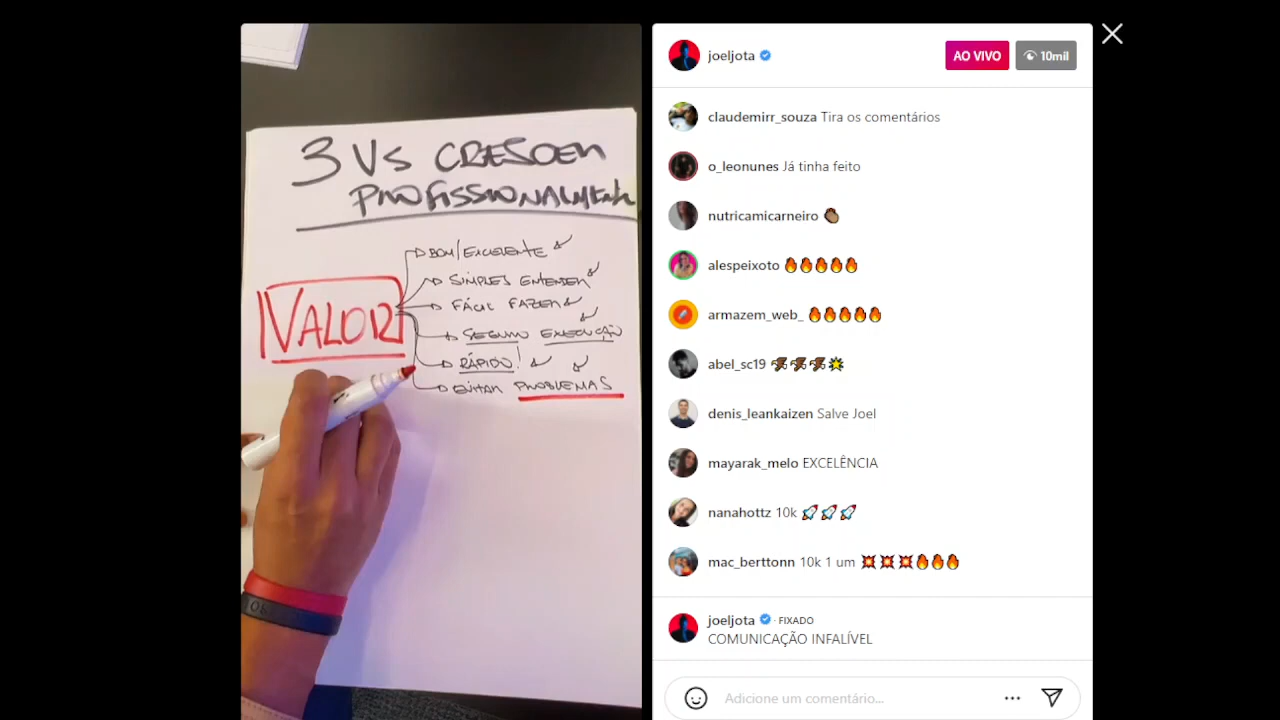 3 Vs CRESCER
PROFISSIONALMENTE
VALOR
BOM/EXCELENTE
SIMPLES ENTENDER
FÁCIL FAZER
SEGURO EXECUÇÃO
RÁPIDO!
EVITAR PROBLEMAS
joeljota
AO VIVO
10mil
claudemirr_souza Tira os comentários
o_leonunes Já tinha feito
nutricamicarneiro 👏🏽
alespeixoto 🔥🔥🔥🔥🔥
armazem_web_ 🔥🔥🔥🔥🔥
abel_sc19
denis_leankaizen Salve Joel
mayarak_melo EXCELÊNCIA
nanahottz 10k 🚀🚀🚀
mac_berttonn 10k 1 um 💥💥💥🔥🔥🔥
joeljota · FIXADO
COMUNICAÇÃO INFALÍVEL
Adicione um comentário...